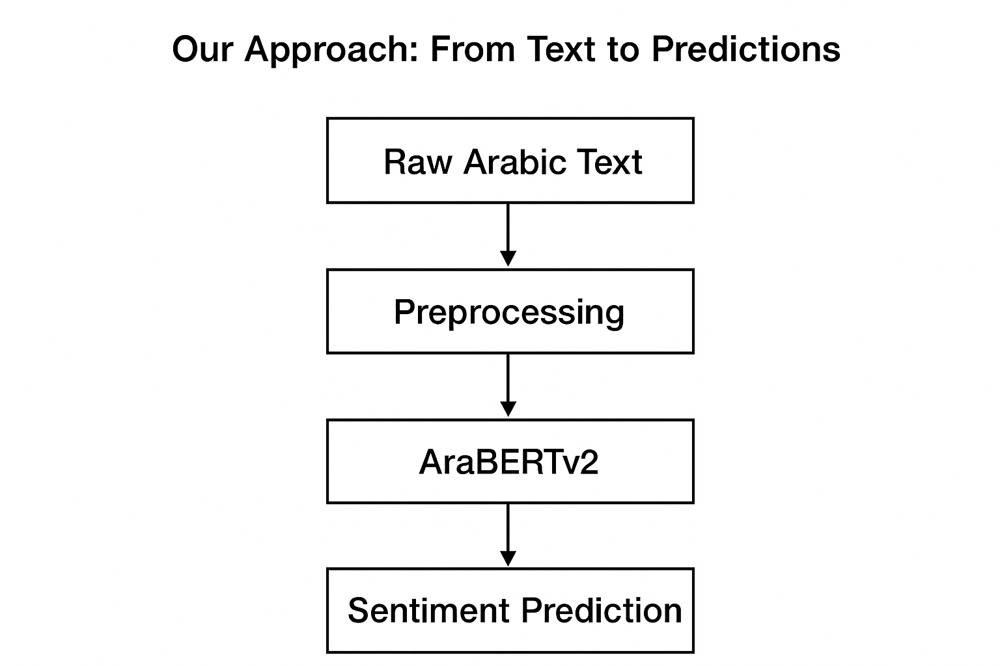 Our Approach: From Text to Predictions
Raw Arabic Text
Preprocessing
AraBERTv2
Sentiment Prediction